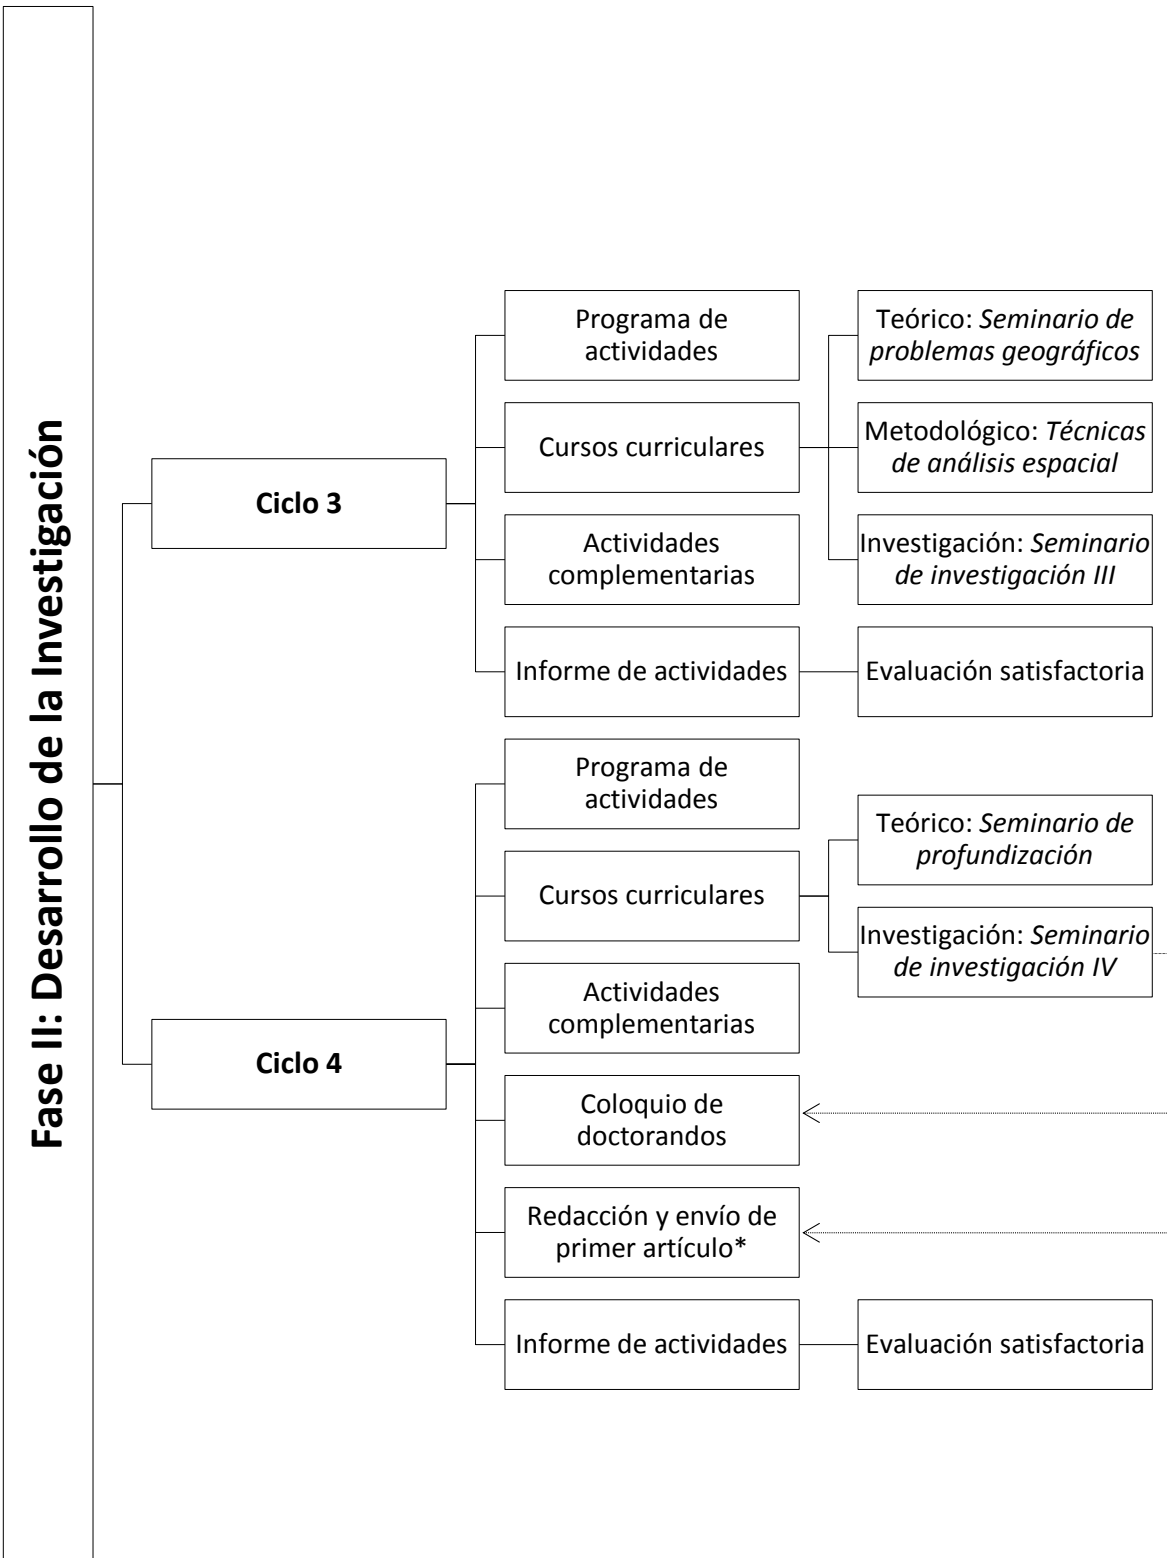 Fase II: Desarrollo de la Investigación
Ciclo 3
Programa de
actividades
Cursos curriculares
Teórico: Seminario de
problemas geográficos
Metodológico: Técnicas
de análisis espacial
Investigación: Seminario
de investigación III
Actividades
complementarias
Informe de actividades
Evaluación satisfactoria
Ciclo 4
Programa de
actividades
Cursos curriculares
Teórico: Seminario de
profundización
Investigación: Seminario
de investigación IV
Actividades
complementarias
Coloquio de
doctorandos
Redacción y envío de
primer artículo*
Informe de actividades
Evaluación satisfactoria